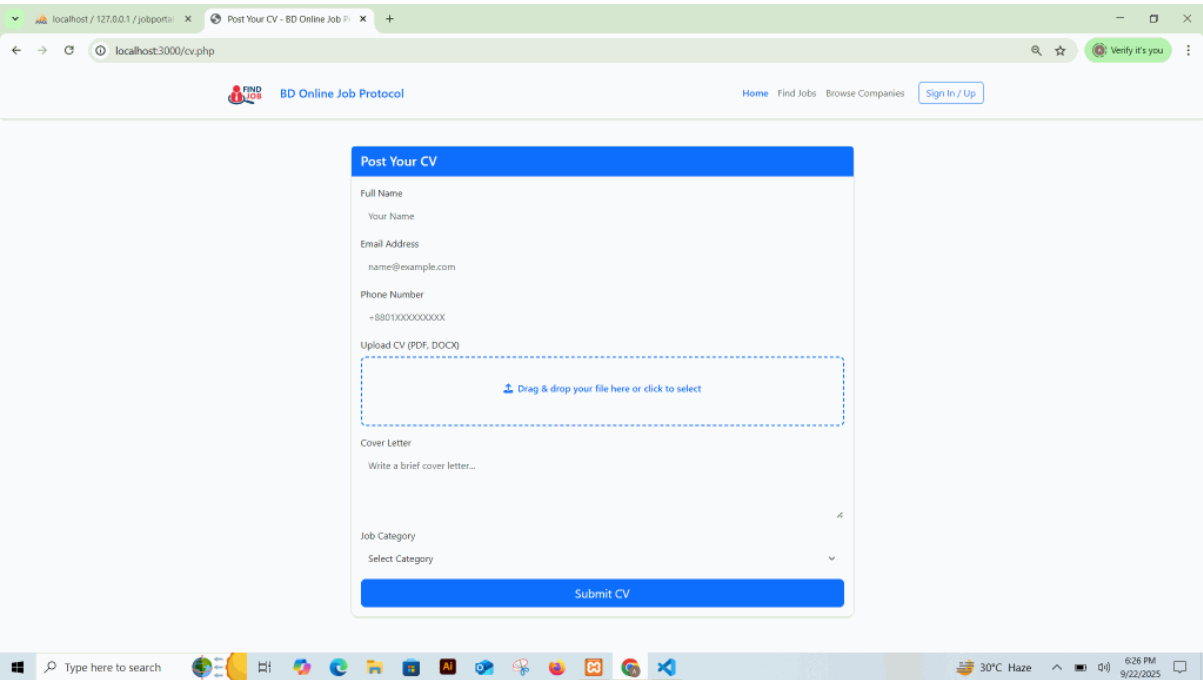 localhost / 127.0.0.1 / jobportal
Post Your CV - BD Online Job P
localhost:3000/cv.php
Verify it's you
FIND JOB
BD Online Job Protocol
Home Find Jobs Browse Companies Sign In / Up
Post Your CV
Full Name
Your Name
Email Address
name@example.com
Phone Number
+8801XXXXXXXXX
Upload CV (PDF, DOCX)
Drag & drop your file here or click to select
Cover Letter
Write a brief cover letter...
Job Category
Select Category
Submit CV
Type here to search
Ai
30°C Haze
6:26 PM
9/22/2025